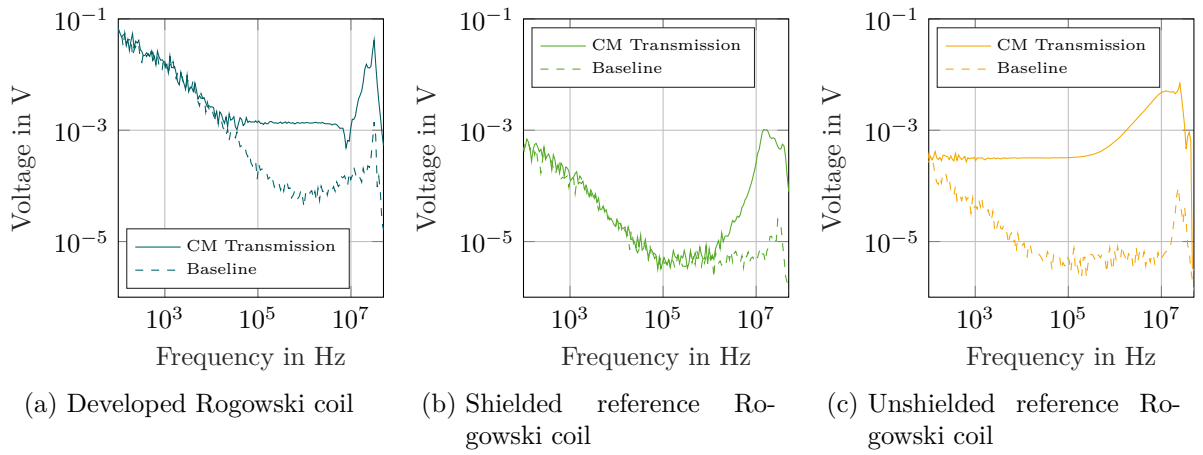 10^−1
10^−3
10^−5
Voltage in V
CM Transmission
Baseline
10^3
10^5
10^7
Frequency in Hz
(a) Developed Rogowski coil
10^−1
10^−3
10^−5
Voltage in V
CM Transmission
Baseline
10^3
10^5
10^7
Frequency in Hz
(b) Shielded reference Ro-
gowski coil
10^−1
10^−3
10^−5
Voltage in V
CM Transmission
Baseline
10^3
10^5
10^7
Frequency in Hz
(c) Unshielded reference Ro-
gowski coil